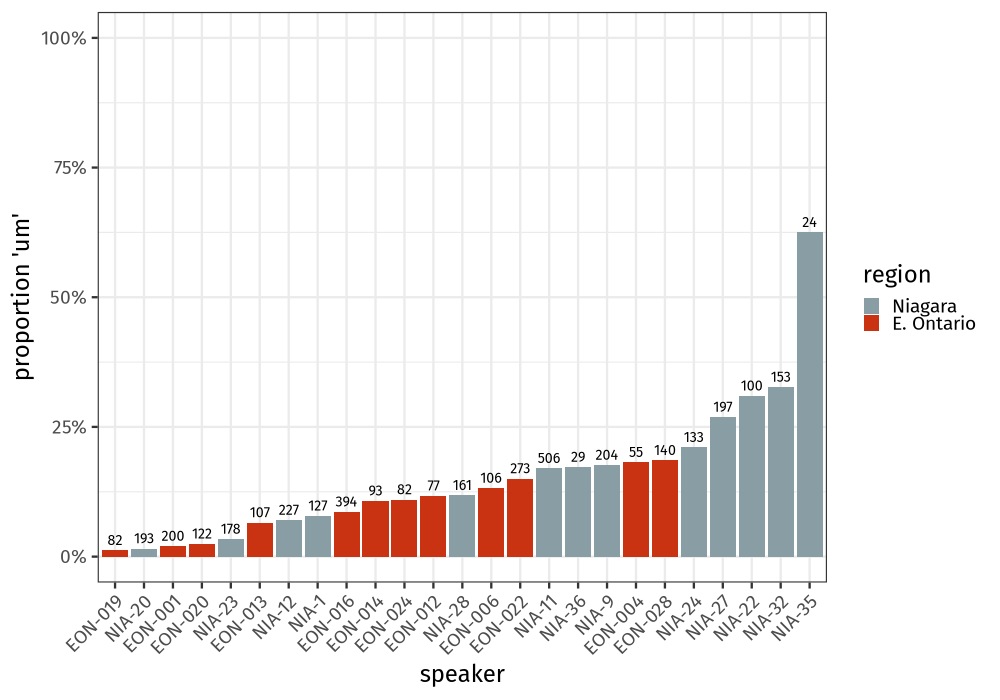 100%
75%
50%
25%
0%
proportion 'um'
82 193 200 122 178 107 227 127 394 93 82 77 161 106 273 506 29 204 55 140 133 197 100 153 24
EON-019 NIA-20 EON-001 EON-020 NIA-23 EON-013 NIA-12 NIA-1 EON-016 EON-014 EON-024 EON-012 NIA-28 EON-006 EON-022 NIA-11 NIA-36 NIA-9 EON-004 EON-028 NIA-24 NIA-27 NIA-22 NIA-32 NIA-35
speaker
region
Niagara
E. Ontario